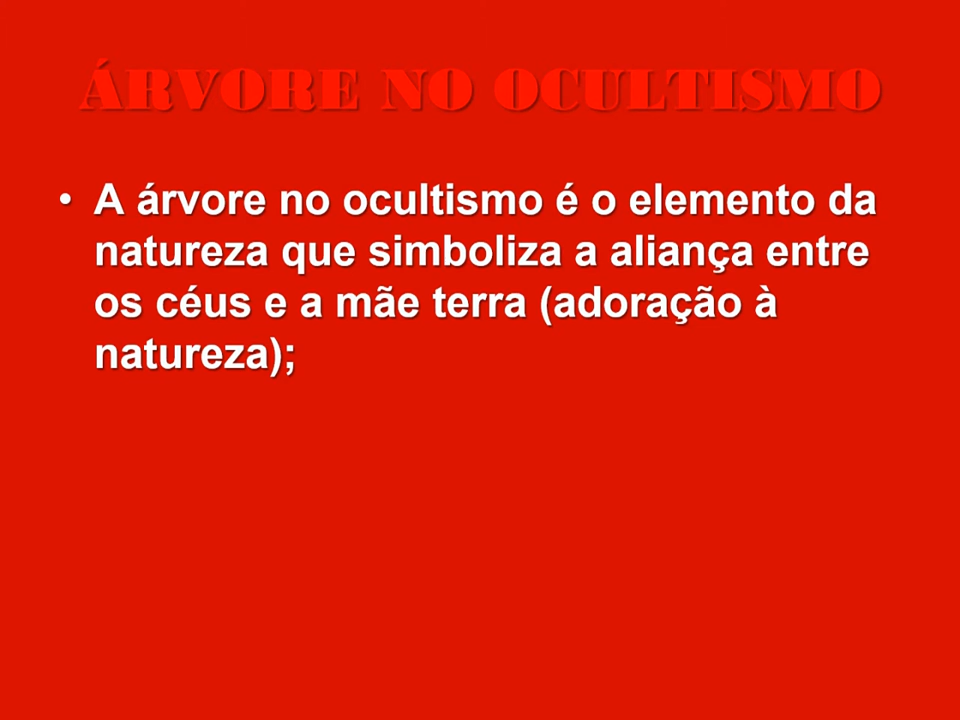 ÁRVORE NO OCULTISMO
• A árvore no ocultismo é o elemento da
natureza que simboliza a aliança entre
os céus e a mãe terra (adoração à
natureza);